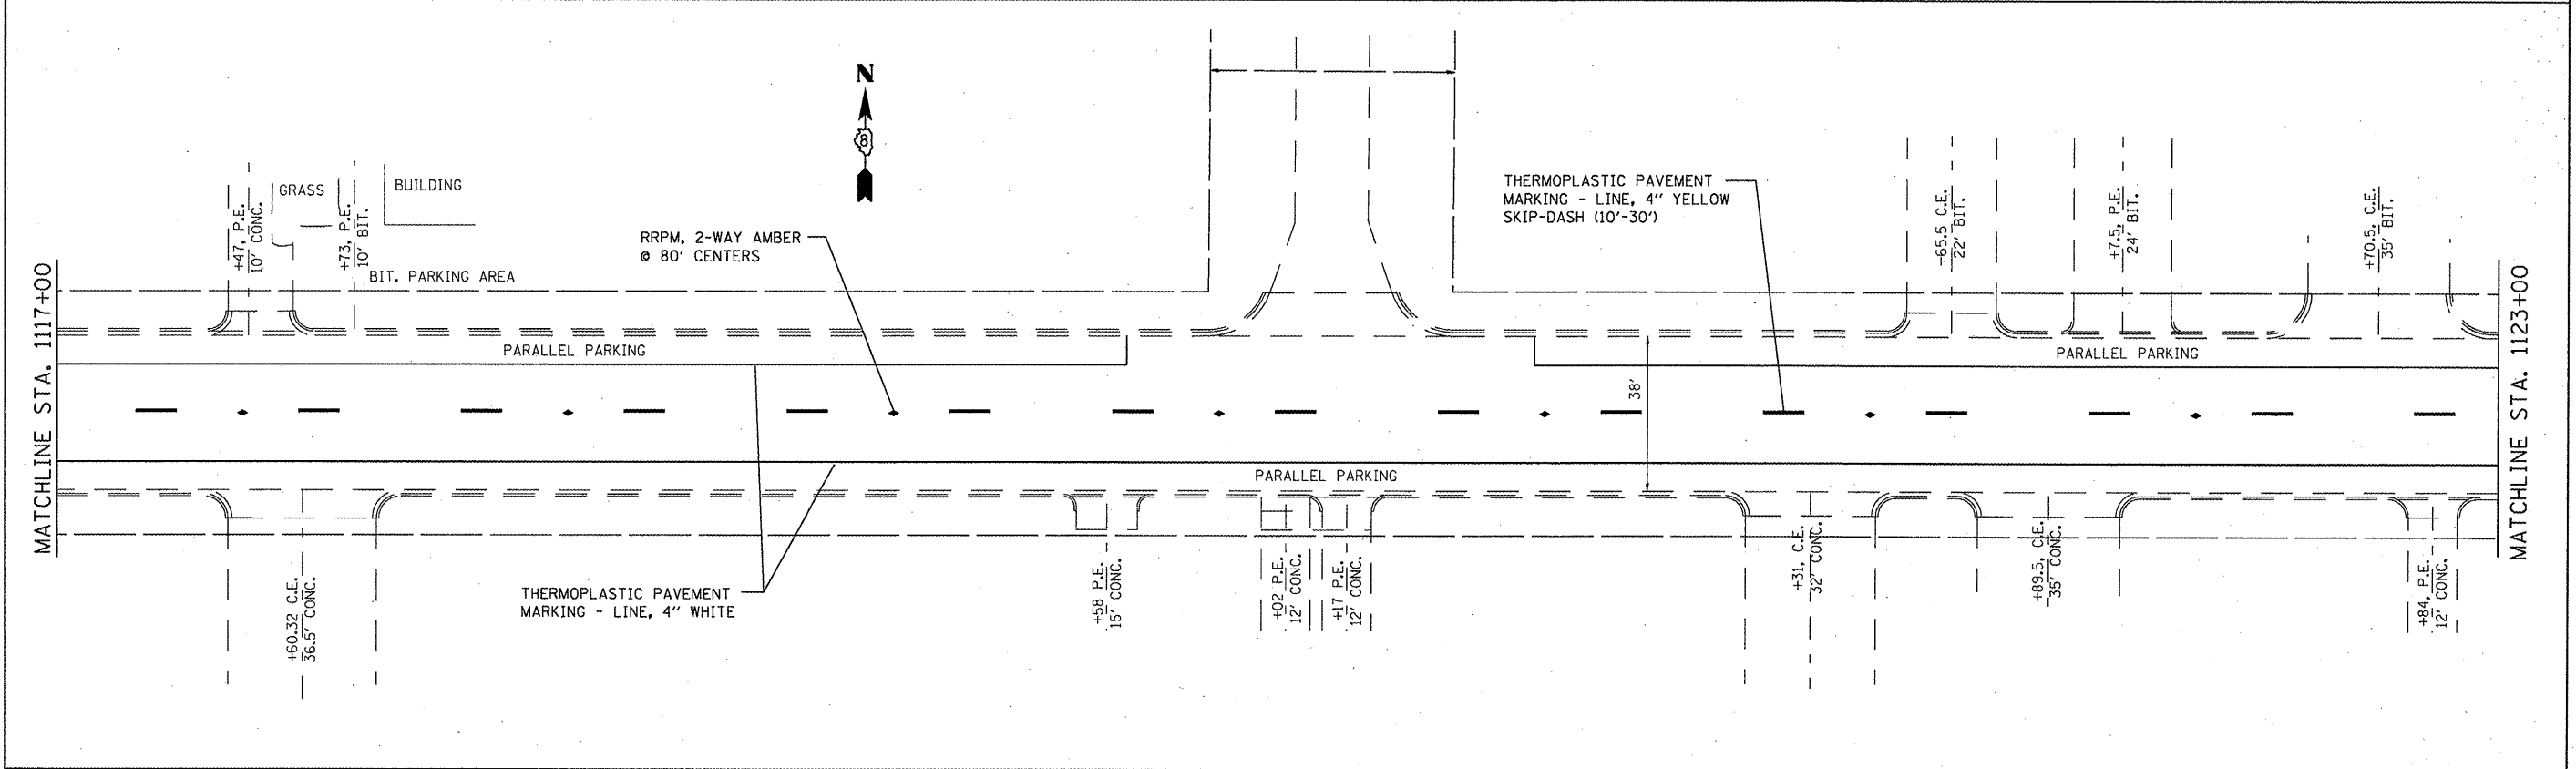 MATCHLINE STA. 1117+00
+47, P.E.
10' CONC.
GRASS
+73, P.E.
10' BIT.
BUILDING
BIT. PARKING AREA
N
8
RRPM, 2-WAY AMBER
@ 80' CENTERS
THERMOPLASTIC PAVEMENT
MARKING - LINE, 4" YELLOW
SKIP-DASH (10'-30')
+65.5 C.E.
22' BIT.
+7.5, P.E.
24' BIT.
+70.5, C.E.
35' BIT.
MATCHLINE STA. 1123+00
PARALLEL PARKING
PARALLEL PARKING
38'
PARALLEL PARKING
THERMOPLASTIC PAVEMENT
MARKING - LINE, 4" WHITE
+60.32 C.E.
36.5' CONC.
+58 P.E.
15' CONC.
+02 P.E.
12' CONC.
+17 P.E.
12' CONC.
+31, C.E.
32' CONC.
+89.5, C.E.
35' CONC.
+84, P.E.
12' CONC.